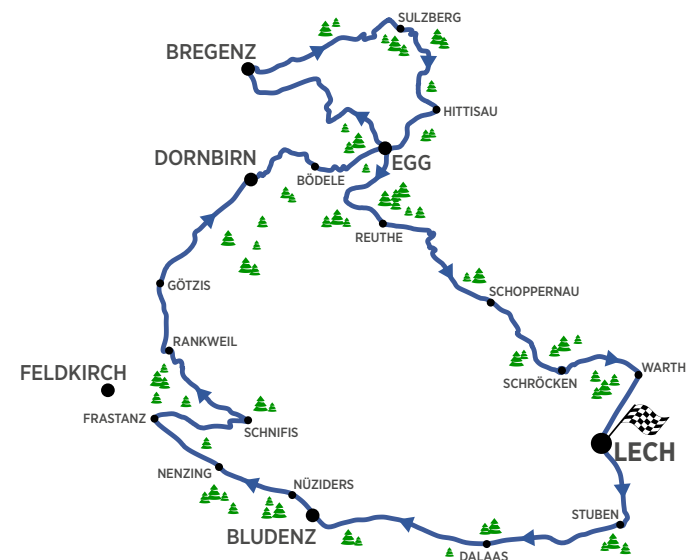 SULZBERG
BREGENZ
HITTISAU
DORNBIRN
EGG
BÖDELE
REUTHE
GÖTZIS
SCHOPPERNAU
RANKWEIL
FELDKIRCH
WARTH
SCHRÖCKEN
FRASTANZ
SCHNIFIS
LECH
NENZING
NÜZIDERS
STUBEN
BLUDENZ
DALAAS